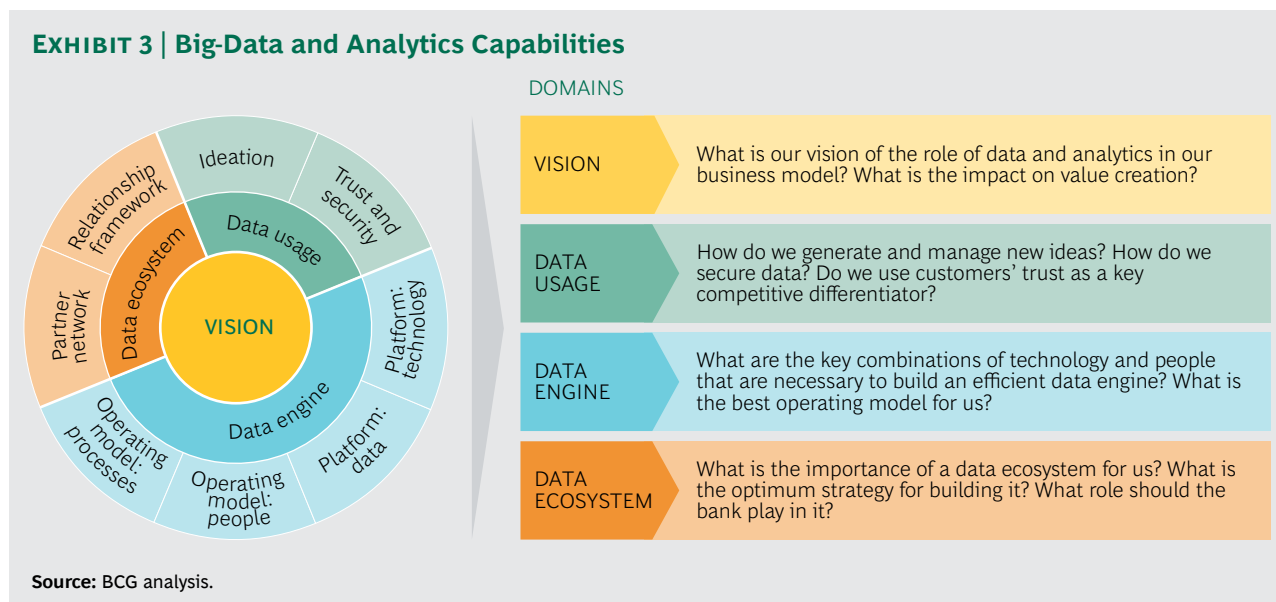 EXHIBIT 3 | Big-Data and Analytics Capabilities
DOMAINS
Ideation
Trust and
security
Relationship
framework
Partner
network
Data usage
Data ecosystem
VISION
Data engine
Platform:
technology
Platform:
data
Operating
model:
people
Operating
model:
processes
VISION
What is our vision of the role of data and analytics in our
business model? What is the impact on value creation?
DATA
USAGE
How do we generate and manage new ideas? How do we
secure data? Do we use customers’ trust as a key
competitive differentiator?
DATA
ENGINE
What are the key combinations of technology and people
that are necessary to build an efficient data engine? What is
the best operating model for us?
DATA
ECOSYSTEM
What is the importance of a data ecosystem for us? What is
the optimum strategy for building it? What role should the
bank play in it?
Source: BCG analysis.